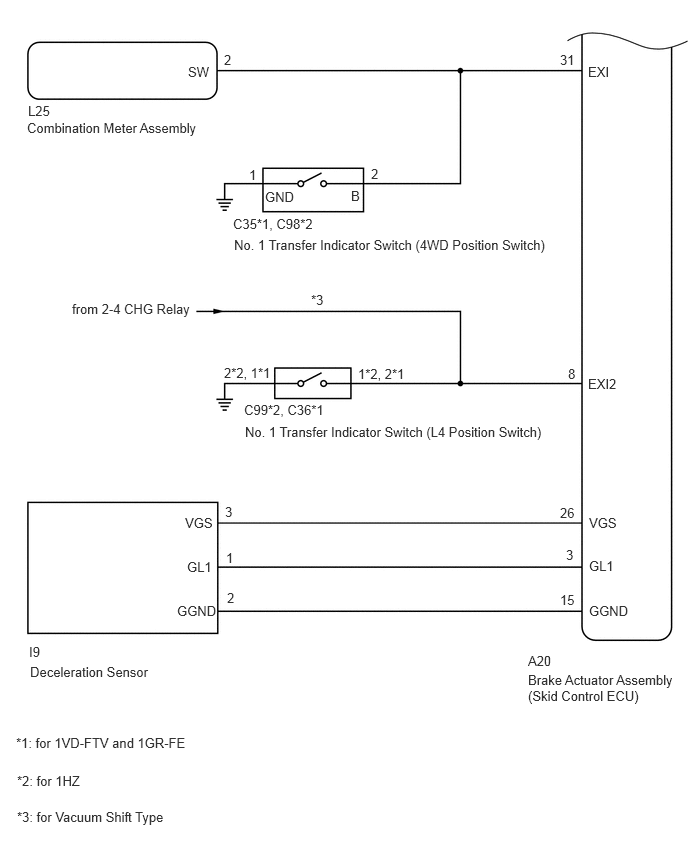 2
31
SW
EXI
L25
Combination Meter Assembly
1
2
GND
B
C35*1, C98*2
No. 1 Transfer Indicator Switch (4WD Position Switch)
*3
from 2-4 CHG Relay
2*2, 1*1
1*2, 2*1
8
EXI2
C99*2, C36*1
No. 1 Transfer Indicator Switch (L4 Position Switch)
3
26
VGS
VGS
1
3
GL1
GL1
2
15
GGND
GGND
I9
Deceleration Sensor
A20
Brake Actuator Assembly
(Skid Control ECU)
*1: for 1VD-FTV and 1GR-FE
*2: for 1HZ
*3: for Vacuum Shift Type